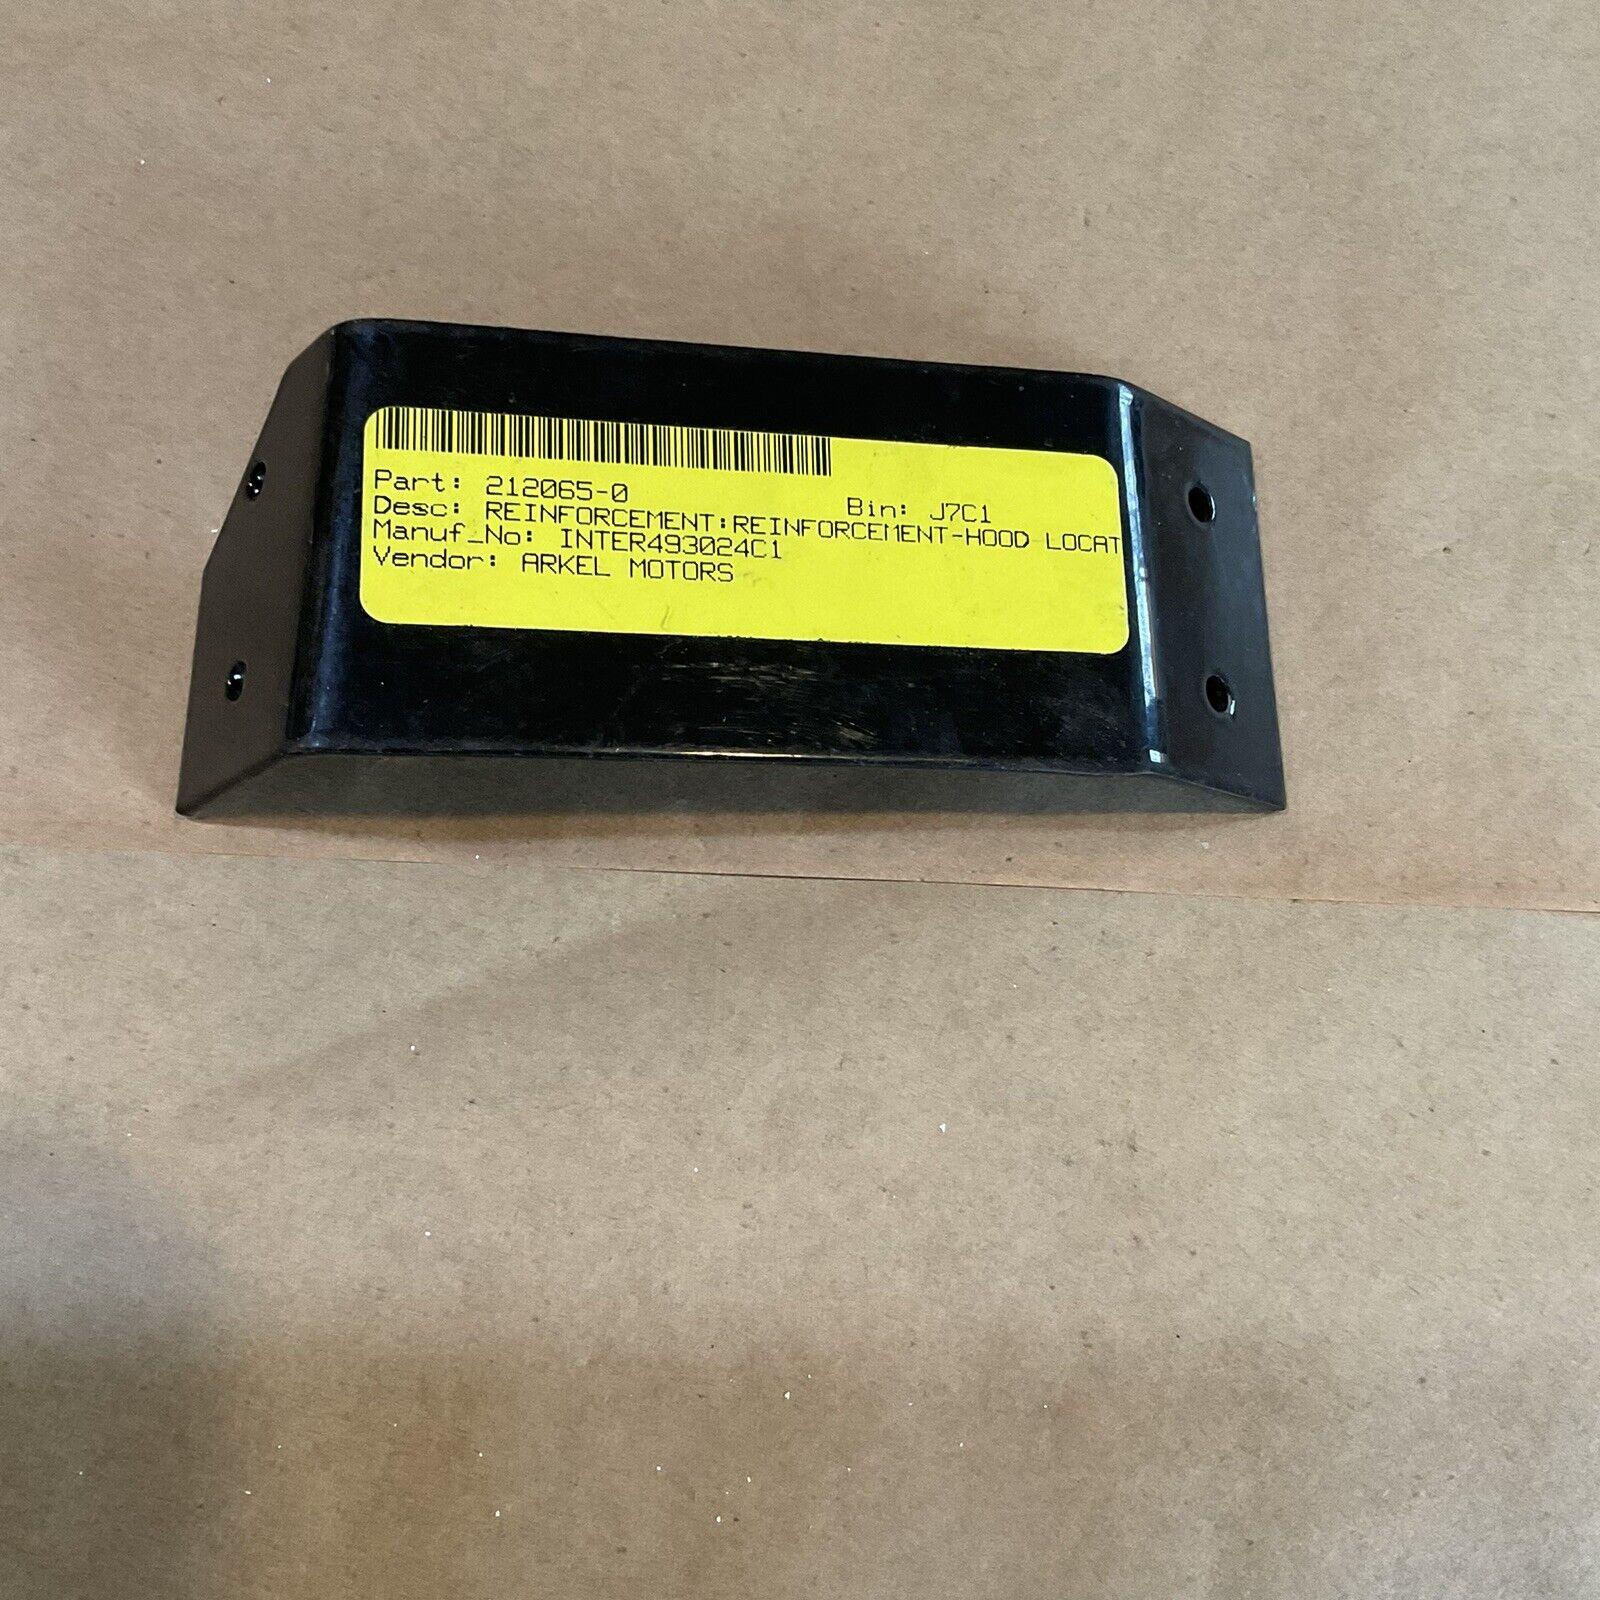 Part: 212065-0 Bin: J7C1
Desc: REINFORCEMENT:REINFORCEMENT-HOOD LOCAT
Manuf_No: INTER493024C1
Vendor: ARKEL MOTORS